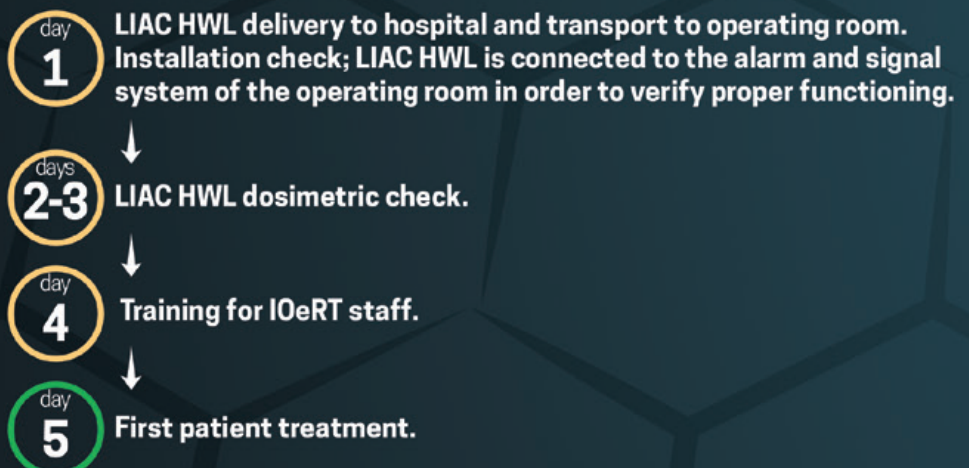 day
1
LIAC HWL delivery to hospital and transport to operating room.
Installation check; LIAC HWL is connected to the alarm and signal
system of the operating room in order to verify proper functioning.
days
2-3
LIAC HWL dosimetric check.
day
4
Training for IOeRT staff.
day
5
First patient treatment.